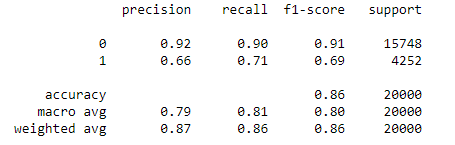 precision recall f1-score support
0 0.92 0.90 0.91 15748
1 0.66 0.71 0.69 4252
accuracy 0.86 20000
macro avg 0.79 0.81 0.80 20000
weighted avg 0.87 0.86 0.86 20000